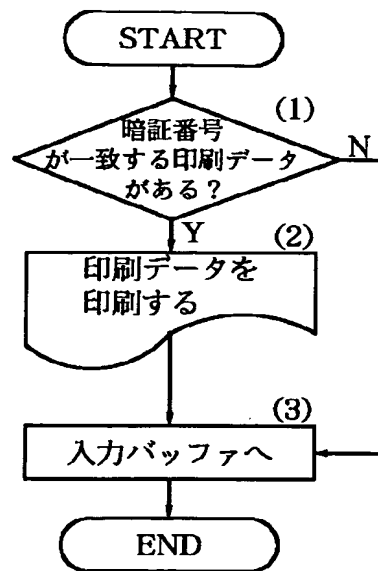 START
(1)
暗証番号
が一致する印刷データ
がある?
N
Y
(2)
印刷データを
印刷する
(3)
入力バッファへ
END